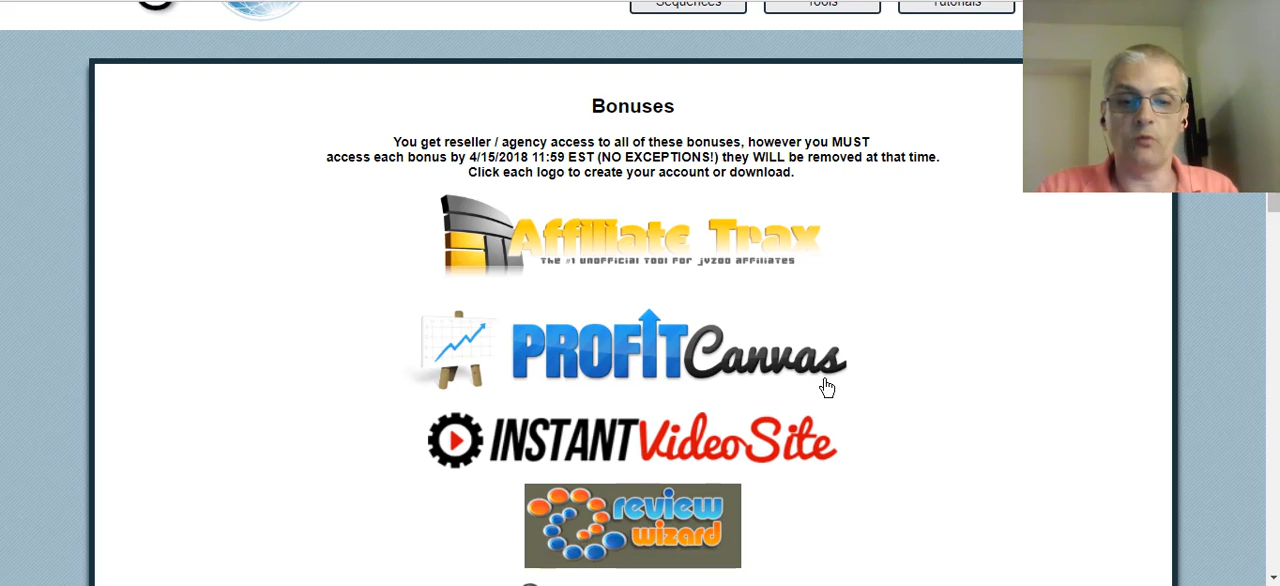 Sequences
Tools
Tutorials
Bonuses
You get reseller / agency access to all of these bonuses, however you MUST
access each bonus by 4/15/2018 11:59 EST (NO EXCEPTIONS!) they WILL be removed at that time.
Click each logo to create your account or download.
Affiliate Trax
The #1 unofficial tool for jvzoo affiliates
PROFIT Canvas
INSTANT Video Site
review
wizard